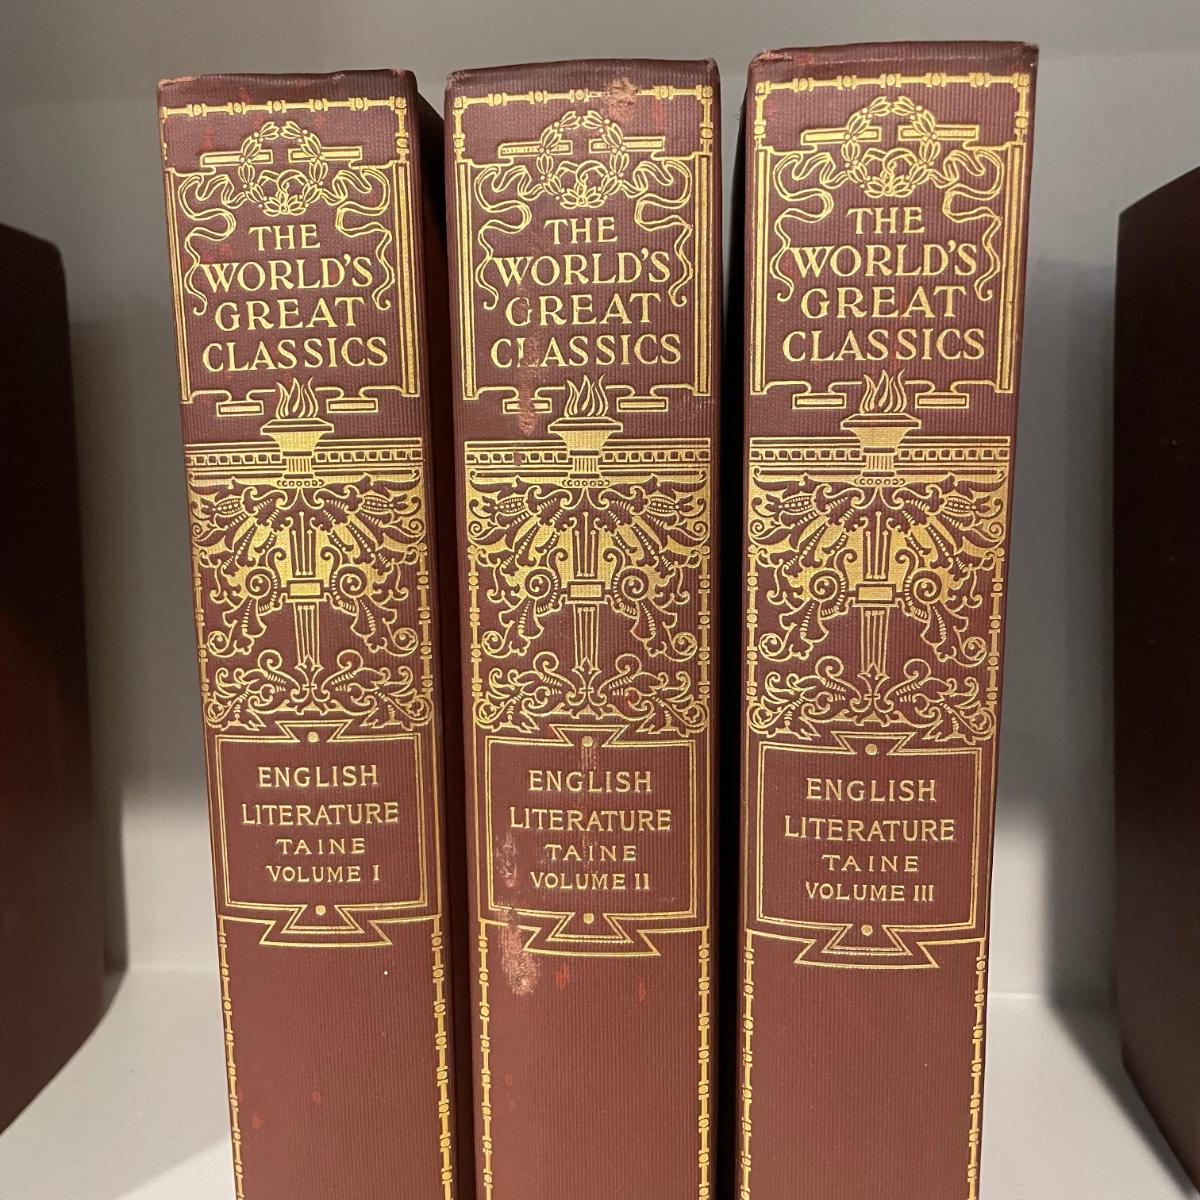 THE
WORLD'S
GREAT
CLASSICS
ENGLISH
LITERATURE
TAINE
VOLUME I
THE
WORLD'S
GREAT
CLASSICS
ENGLISH
LITERATURE
TAINE
VOLUME II
THE
WORLD'S
GREAT
CLASSICS
ENGLISH
LITERATURE
TAINE
VOLUME III